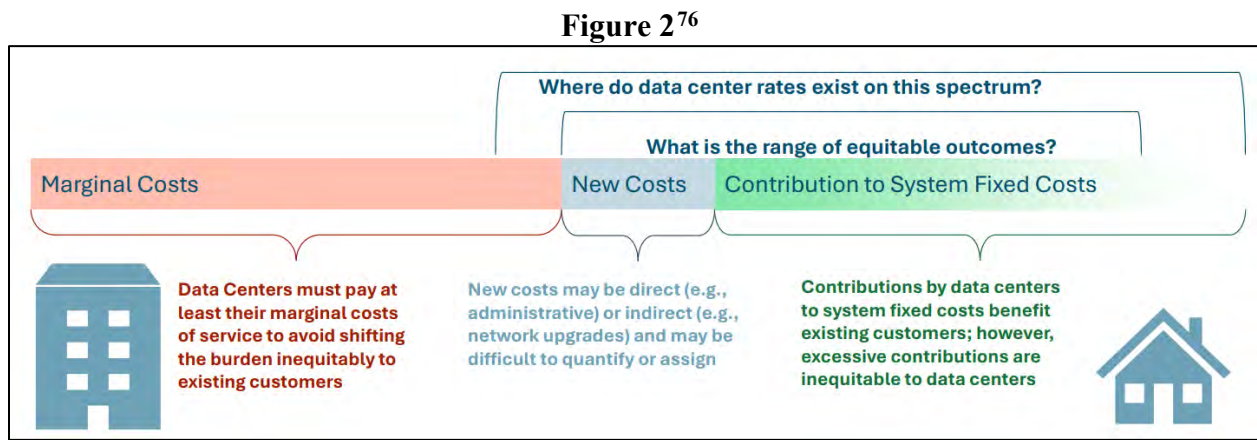 Figure 2⁷⁶
Where do data center rates exist on this spectrum?
What is the range of equitable outcomes?
Marginal Costs
New Costs
Contribution to System Fixed Costs
Data Centers must pay at
least their marginal costs
of service to avoid shifting
the burden inequitably to
existing customers
New costs may be direct (e.g.,
administrative) or indirect (e.g.,
network upgrades) and may be
difficult to quantify or assign
Contributions by data centers
to system fixed costs benefit
existing customers; however,
excessive contributions are
inequitable to data centers